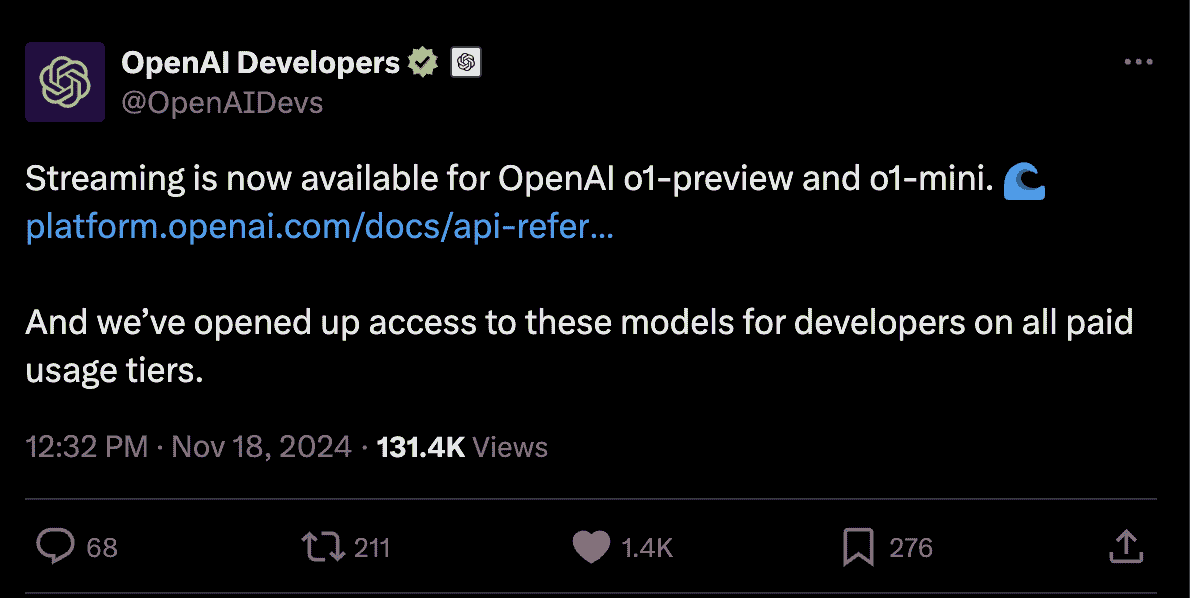 OpenAI Developers
@OpenAIDevs
Streaming is now available for OpenAI o1-preview and o1-mini. 🌊
platform.openai.com/docs/api-refer…
And we’ve opened up access to these models for developers on all paid
usage tiers.
12:32 PM · Nov 18, 2024 · 131.4K Views
68 211 1.4K 276